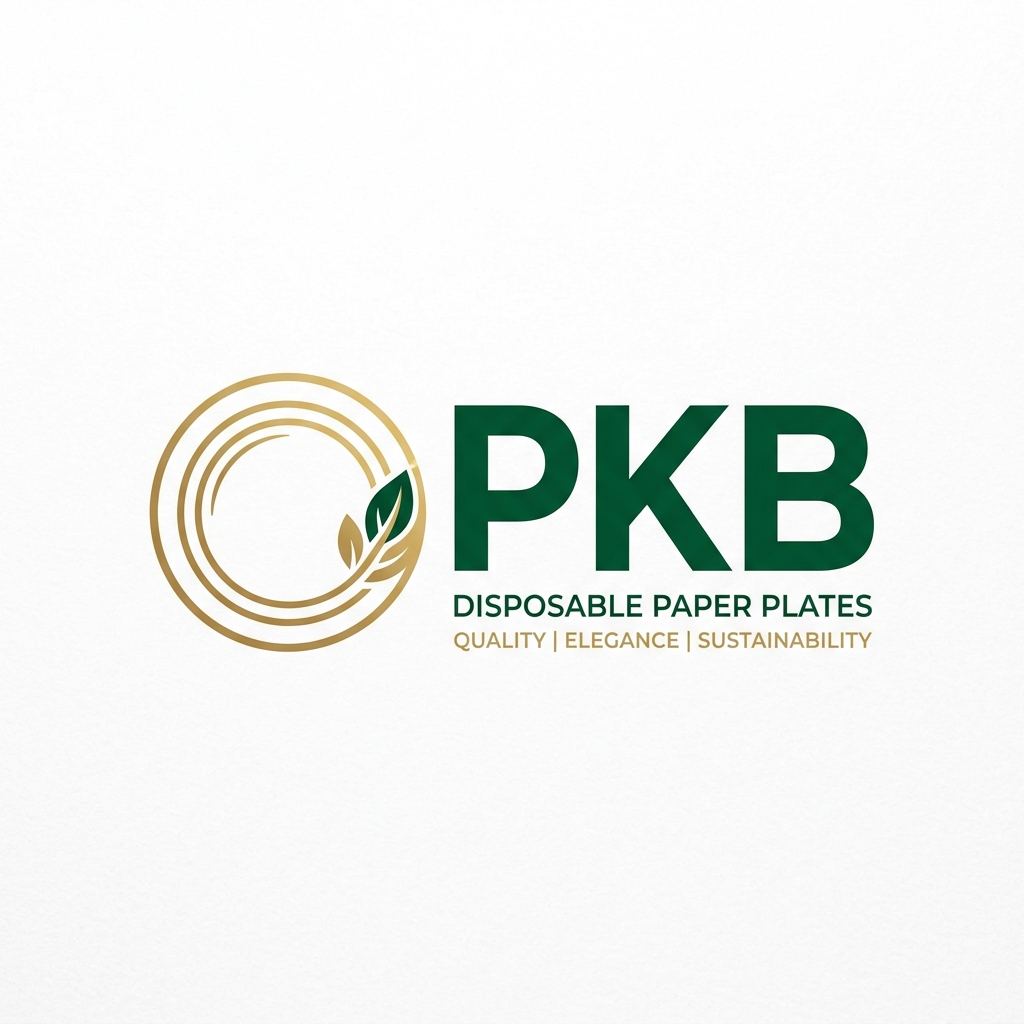 PKB
DISPOSABLE PAPER PLATES
QUALITY | ELEGANCE | SUSTAINABILITY